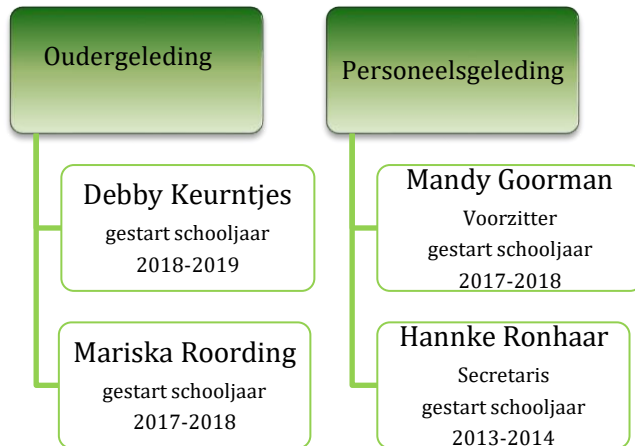 Oudergeleding
Debby Keurntjes
gestart schooljaar
2018-2019
Mariska Roording
gestart schooljaar
2017-2018
Personeelsgeleding
Mandy Goorman
Voorzitter
gestart schooljaar
2017-2018
Hannke Ronhaar
Secretaris
gestart schooljaar
2013-2014